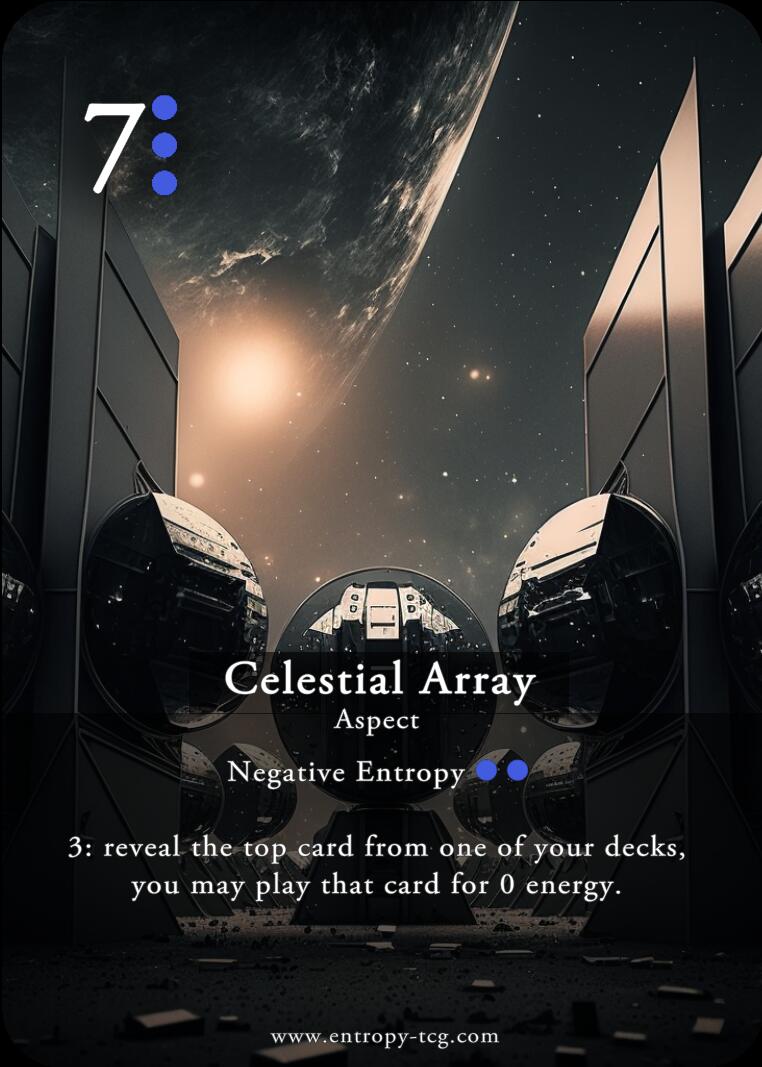 7
Celestial Array
Aspect
Negative Entropy
3: reveal the top card from one of your decks,
you may play that card for 0 energy.
www.entropy-tcg.com